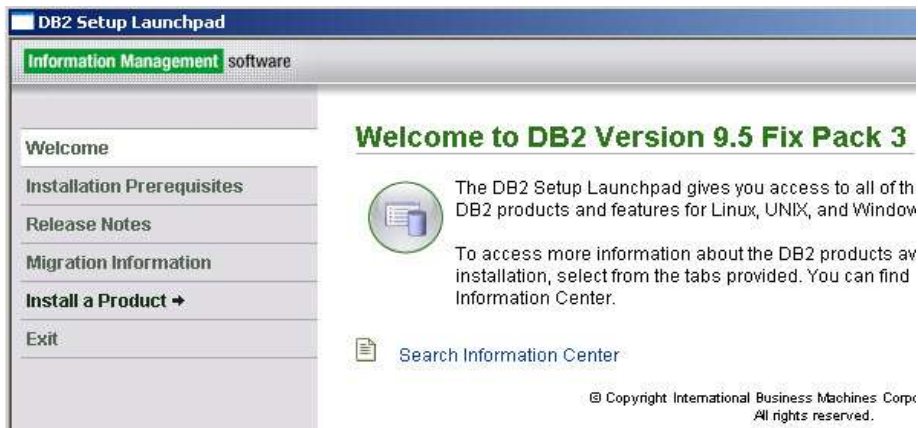 DB2 Setup Launchpad
Information Management software
Welcome
Installation Prerequisites
Release Notes
Migration Information
Install a Product →
Exit
Welcome to DB2 Version 9.5 Fix Pack 3
The DB2 Setup Launchpad gives you access to all of th
DB2 products and features for Linux, UNIX, and Window
To access more information about the DB2 products av
installation, select from the tabs provided. You can find
Information Center.
Search Information Center
© Copyright International Business Machines Corpo
All rights reserved.